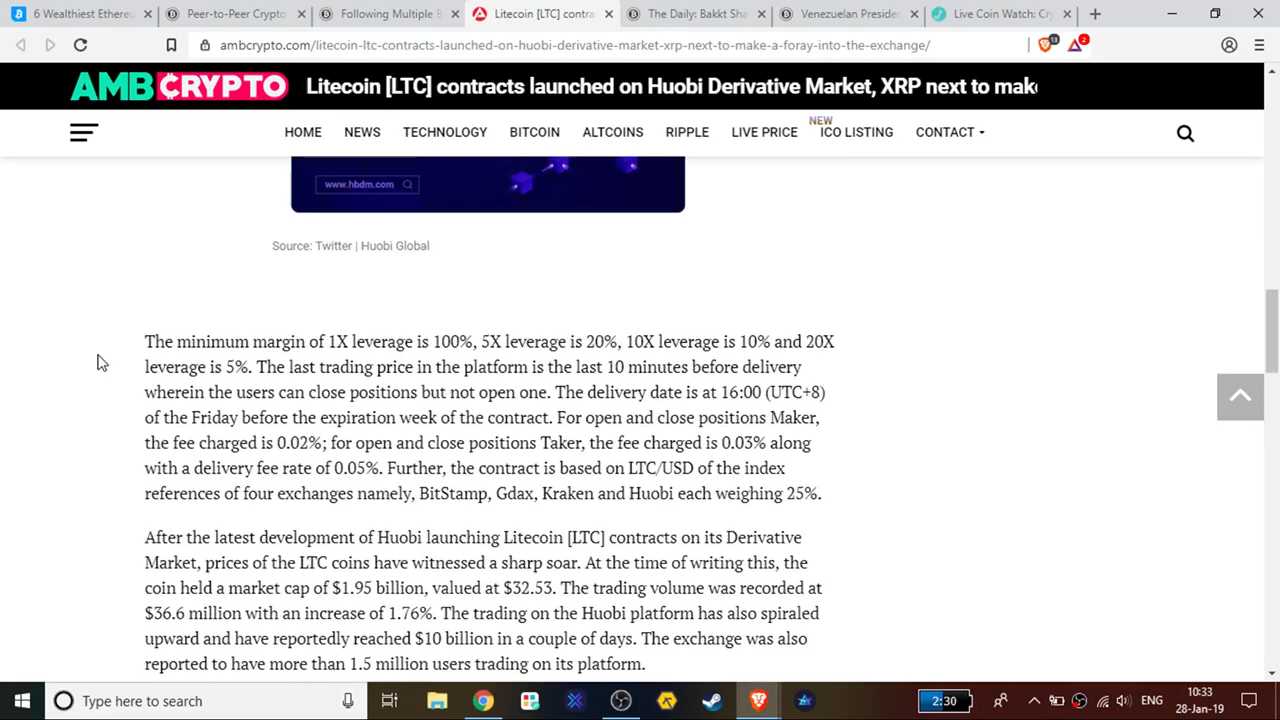 6 Wealthiest Ethereu
Peer-to-Peer Crypto
Following Multiple B
Litecoin [LTC] contra
The Daily: Bakkt Sha
Venezuelan Presiden
Live Coin Watch: Cry
ambcrypto.com/litecoin-ltc-contracts-launched-on-huobi-derivative-market-xrp-next-to-make-a-foray-into-the-exchange/
13
2
AMBCRYPTO
Litecoin [LTC] contracts launched on Huobi Derivative Market, XRP next to make
HOME NEWS TECHNOLOGY BITCOIN ALTCOINS RIPPLE LIVE PRICE NEW ICO LISTING CONTACT
www.hbdm.com
Source: Twitter | Huobi Global
The minimum margin of 1X leverage is 100%, 5X leverage is 20%, 10X leverage is 10% and 20X
leverage is 5%. The last trading price in the platform is the last 10 minutes before delivery
wherein the users can close positions but not open one. The delivery date is at 16:00 (UTC+8)
of the Friday before the expiration week of the contract. For open and close positions Maker,
the fee charged is 0.02%; for open and close positions Taker, the fee charged is 0.03% along
with a delivery fee rate of 0.05%. Further, the contract is based on LTC/USD of the index
references of four exchanges namely, BitStamp, Gdax, Kraken and Huobi each weighing 25%.
After the latest development of Huobi launching Litecoin [LTC] contracts on its Derivative
Market, prices of the LTC coins have witnessed a sharp soar. At the time of writing this, the
coin held a market cap of $1.95 billion, valued at $32.53. The trading volume was recorded at
$36.6 million with an increase of 1.76%. The trading on the Huobi platform has also spiraled
upward and have reportedly reached $10 billion in a couple of days. The exchange was also
reported to have more than 1.5 million users trading on its platform.
Type here to search
2:30
ENG
10:33
28-Jan-19